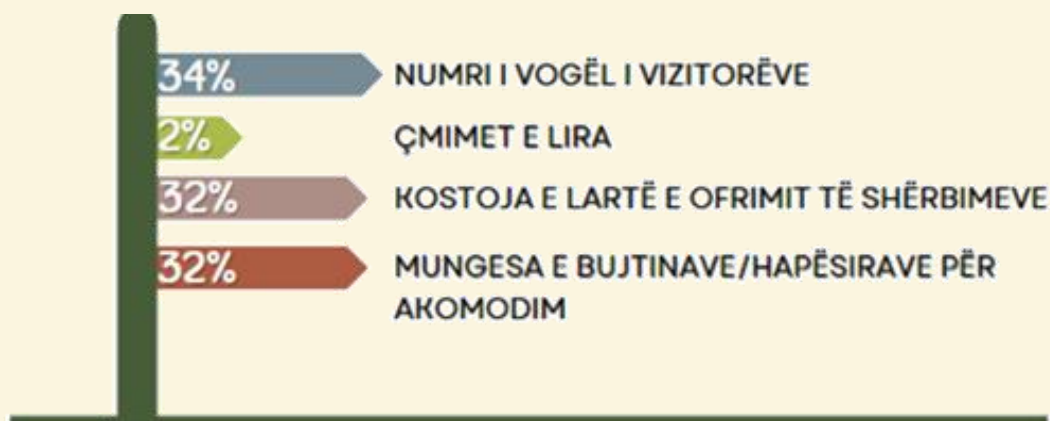 34% NUMRI I VOGËL I VIZITORËVE
2% ÇMIMET E LIRA
32% KOSTOJA E LARTË E OFRIMIT TË SHËRBIMEVE
32% MUNGESA E BUJTINAVE/HAPËSIRAVE PËR
AKOMODIM